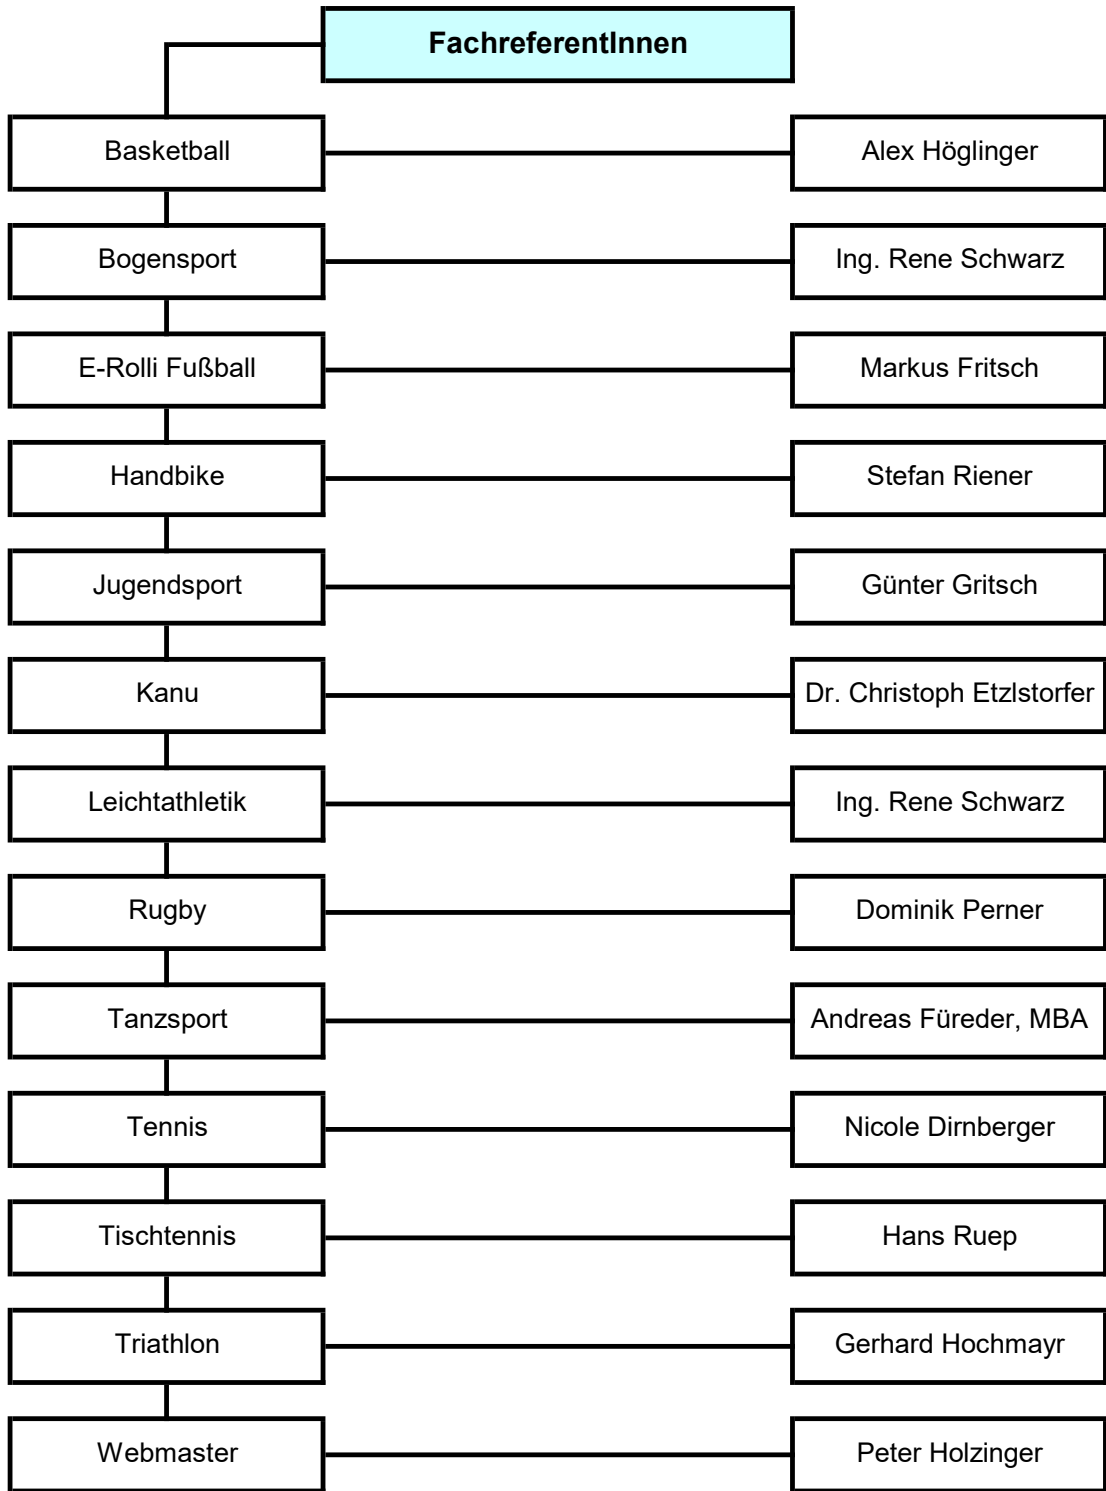 FachreferentInnen
Basketball
Alex Höglinger
Bogensport
Ing. Rene Schwarz
E-Rolli Fußball
Markus Fritsch
Handbike
Stefan Riener
Jugendsport
Günter Gritsch
Kanu
Dr. Christoph Etzlstorfer
Leichtathletik
Ing. Rene Schwarz
Rugby
Dominik Perner
Tanzsport
Andreas Füreder, MBA
Tennis
Nicole Dirnberger
Tischtennis
Hans Ruep
Triathlon
Gerhard Hochmayr
Webmaster
Peter Holzinger